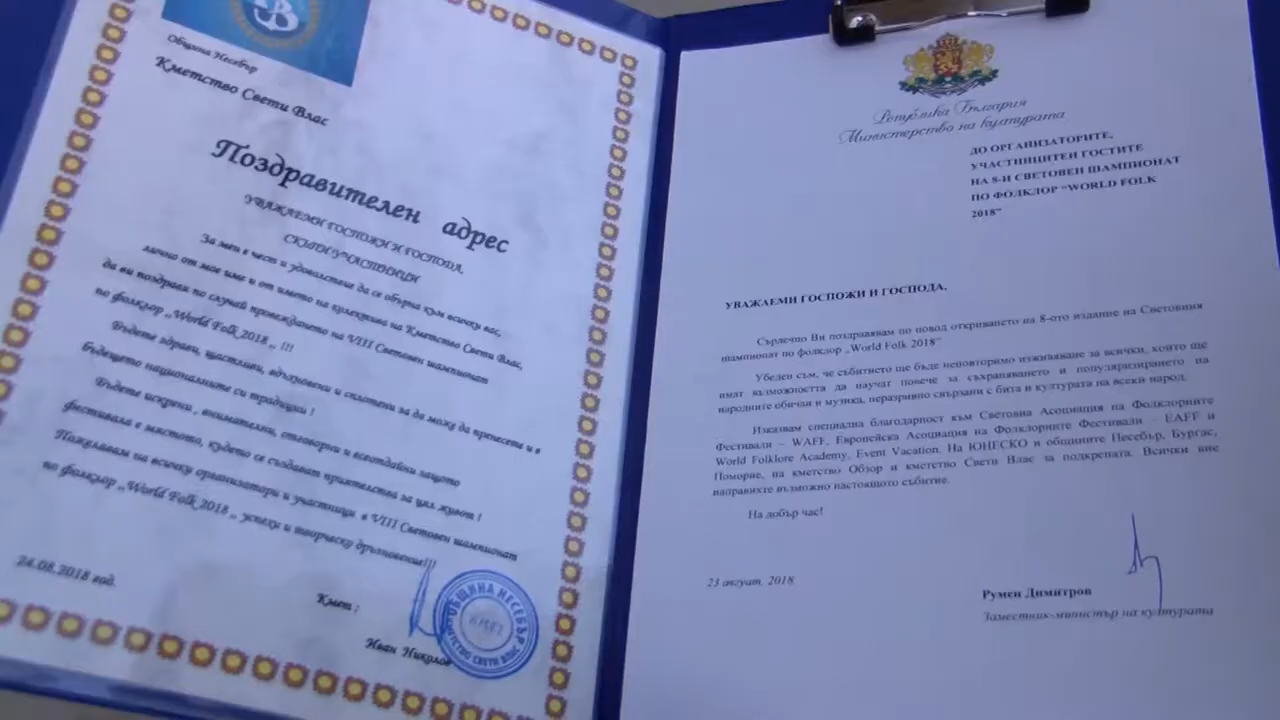 СВ
Община Несебър
Кметство Свети Влас
Поздравителен адрес
УВАЖАЕМИ ГОСПОЖИ И ГОСПОДА,
СКЪПИ УЧАСТНИЦИ
За мен е чест и удоволствие да се обърна към всички вас,
лично от мое име и от името на колектива на Кметство Свети Влас,
да ви поздравя по случай провеждането на VIII Световен шампионат
по фолклор ,,World Folk 2018 ,, !!!
Бъдете здрави, щастливи, вдъхновени и сплотени за да може да пренесете и в
бъдещето националните си традиции !
Бъдете искрени , внимателни, отговорни и всеотдайни защото
фестивала е мястото, където се създават приятелства за цял живот !
Пожелавам на всички организатори и участници в VIII Световен шампионат
по фолклор ,,World Folk 2018 ,, успехи и творческо дръзновение!!!
24.08.2018 год.
Кмет :
Иван Николов
ОБЩИНА НЕСЕБЪР
КМЕТСТВО СВЕТИ ВЛАС
КМЕТ
Република България
Министерство на културата
ДО ОРГАНИЗАТОРИТЕ,
УЧАСТНИЦИТЕИ ГОСТИТЕ
НА 8-И СВЕТОВЕН ШАМПИОНАТ
ПО ФОЛКЛОР “WORLD FOLK
2018”
УВАЖАЕМИ ГОСПОЖИ И ГОСПОДА,
Сърдечно Ви поздравявам по повод откриването на 8-ото издание на Световния
шампионат по фолклор „World Folk 2018”
Убеден съм, че събитието ще бъде неповторимо изживяване за всички, които ще
имат възможността да научат повече за съхраняването и популяризирането на
народните обичаи и музика, неразривно свързани с бита и културата на всеки народ.
Изказвам специална благодарност към Световна Асоциация на Фолклорните
Фестивали – WAFF, Европейска Асоциация на Фолклорните Фестивали – EAFF и
World Folklore Academy, Event Vacation. На ЮНЕСКО и общините Несебър, Бургас,
Поморие, на кметство Обзор и кметство Свети Влас за подкрепата. Всички вие
направихте възможно настоящото събитие.
На добър час!
23 август, 2018
Румен Димитров
Заместник-министър на културата